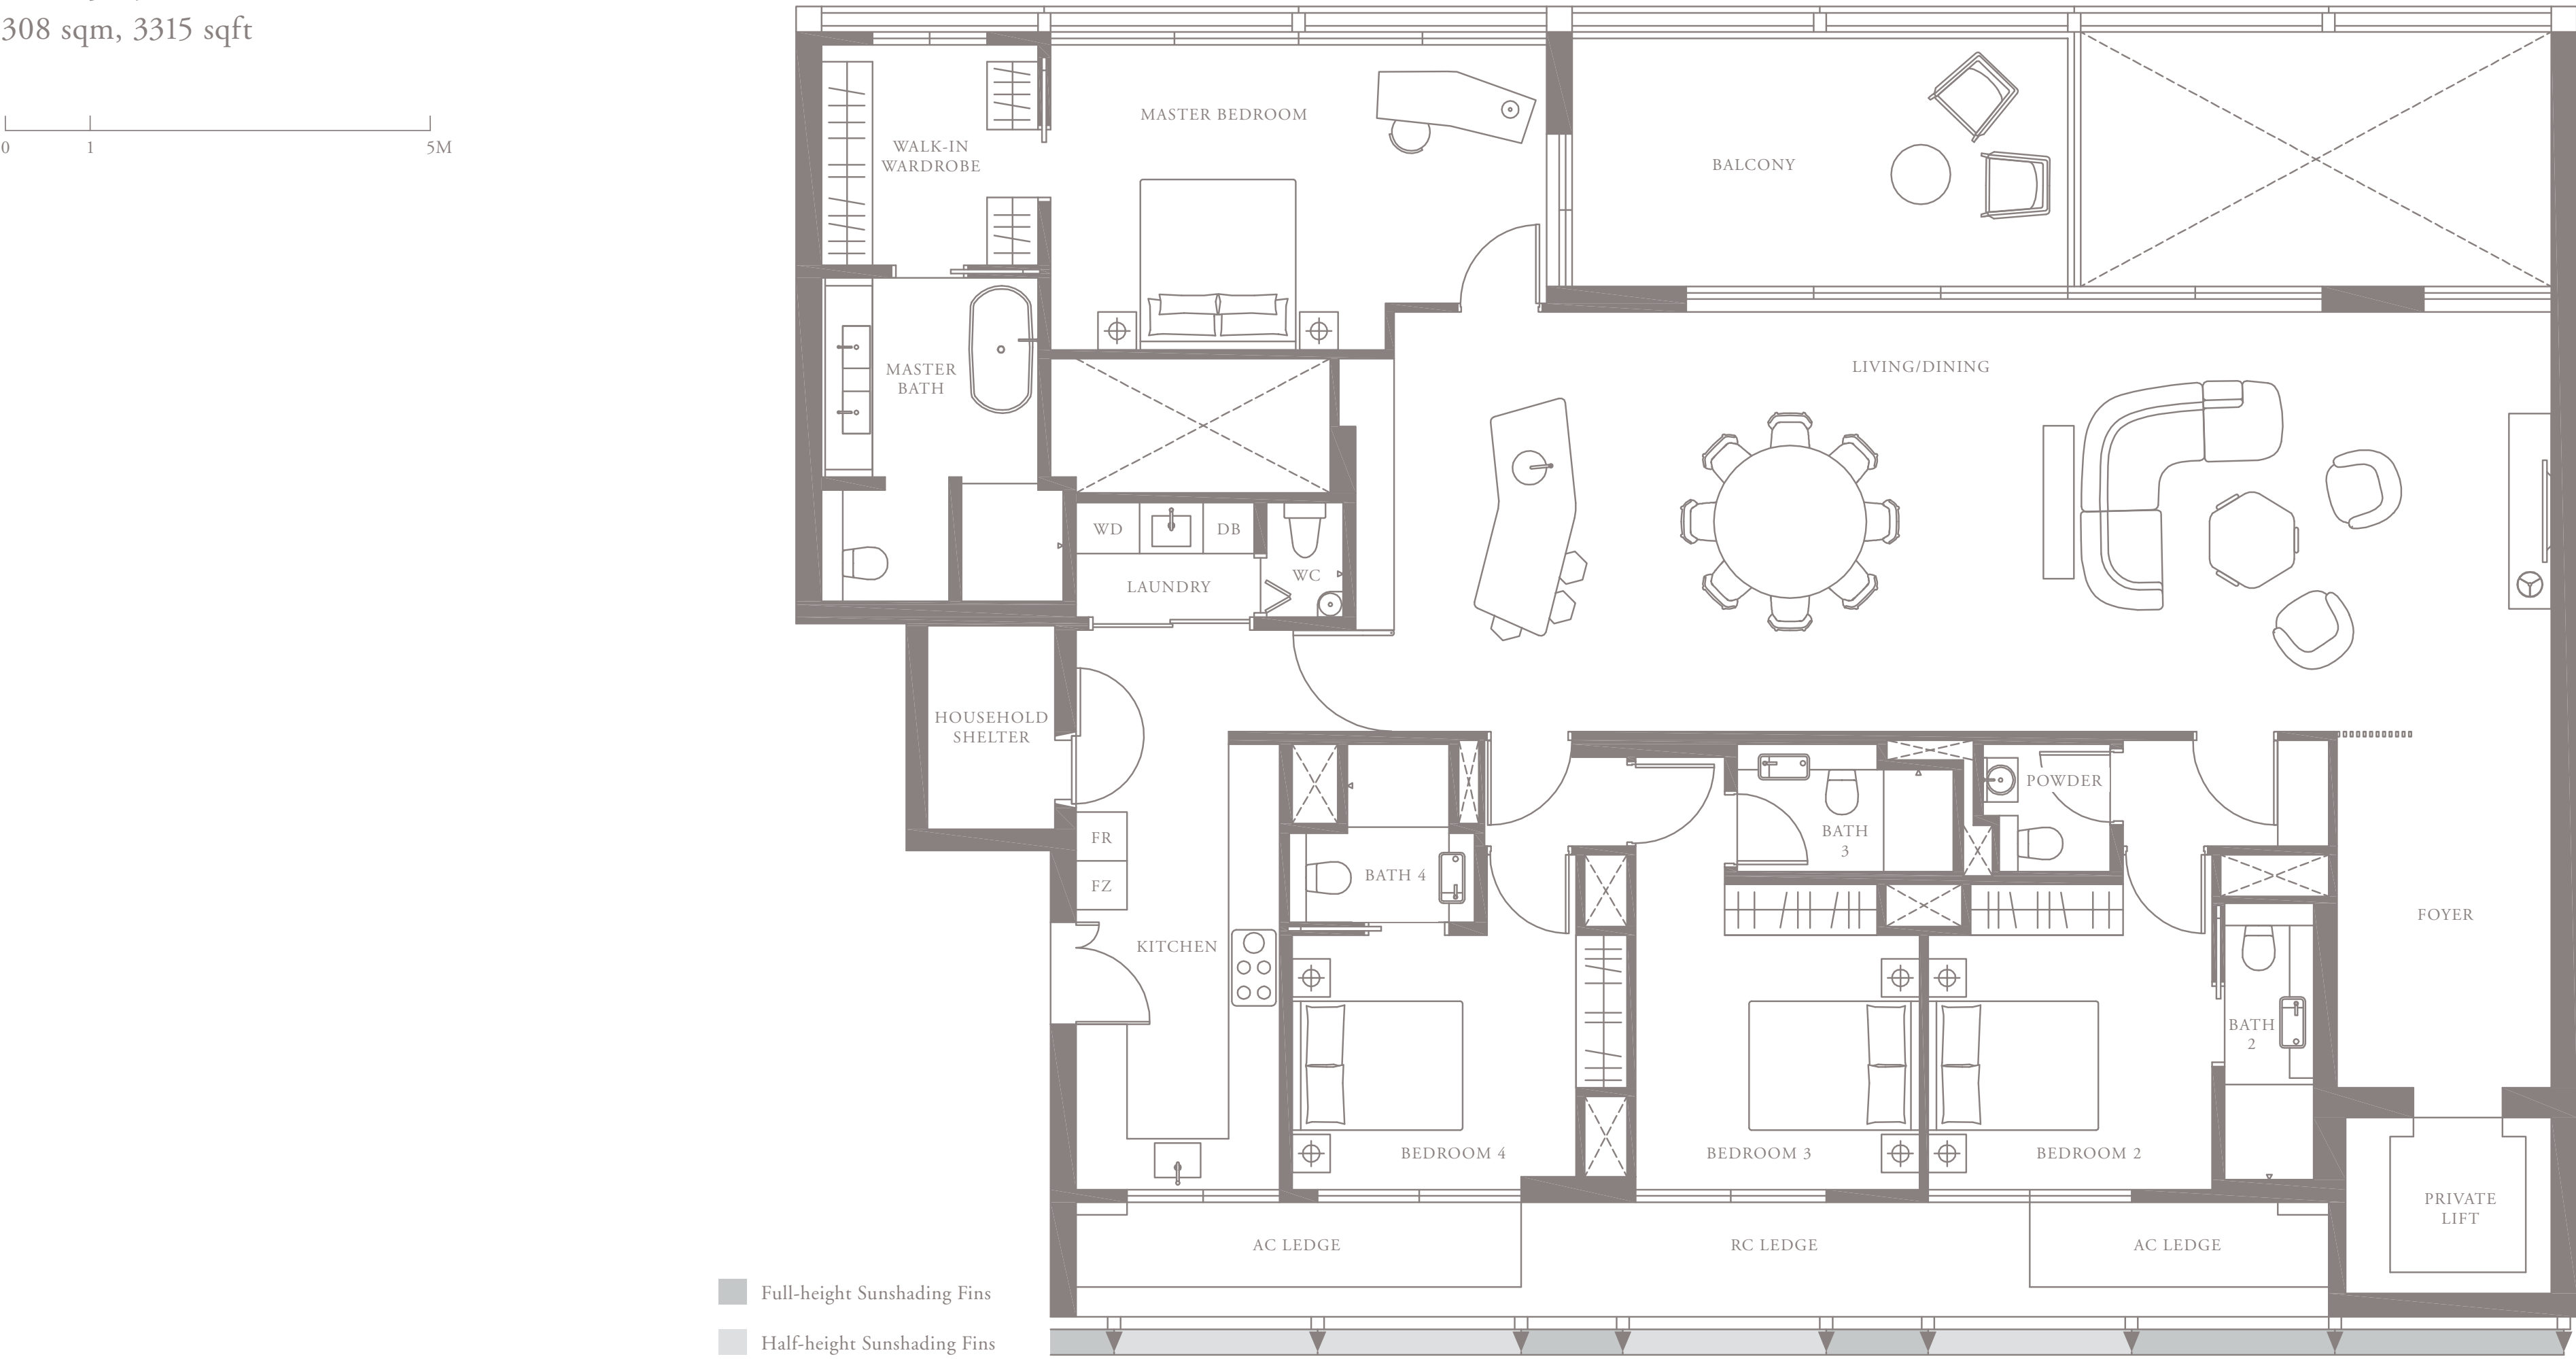 308 sqm, 3315 sqft
0 1 5M
MASTER BEDROOM
WALK-IN
WARDROBE
BALCONY
MASTER
BATH
LIVING/DINING
WD
DB
WC
LAUNDRY
HOUSEHOLD
SHELTER
FR
FZ
KITCHEN
BATH 4
BATH
3
POWDER
FOYER
BATH
2
BEDROOM 4
BEDROOM 3
BEDROOM 2
PRIVATE
LIFT
AC LEDGE
RC LEDGE
AC LEDGE
Full-height Sunshading Fins
Half-height Sunshading Fins